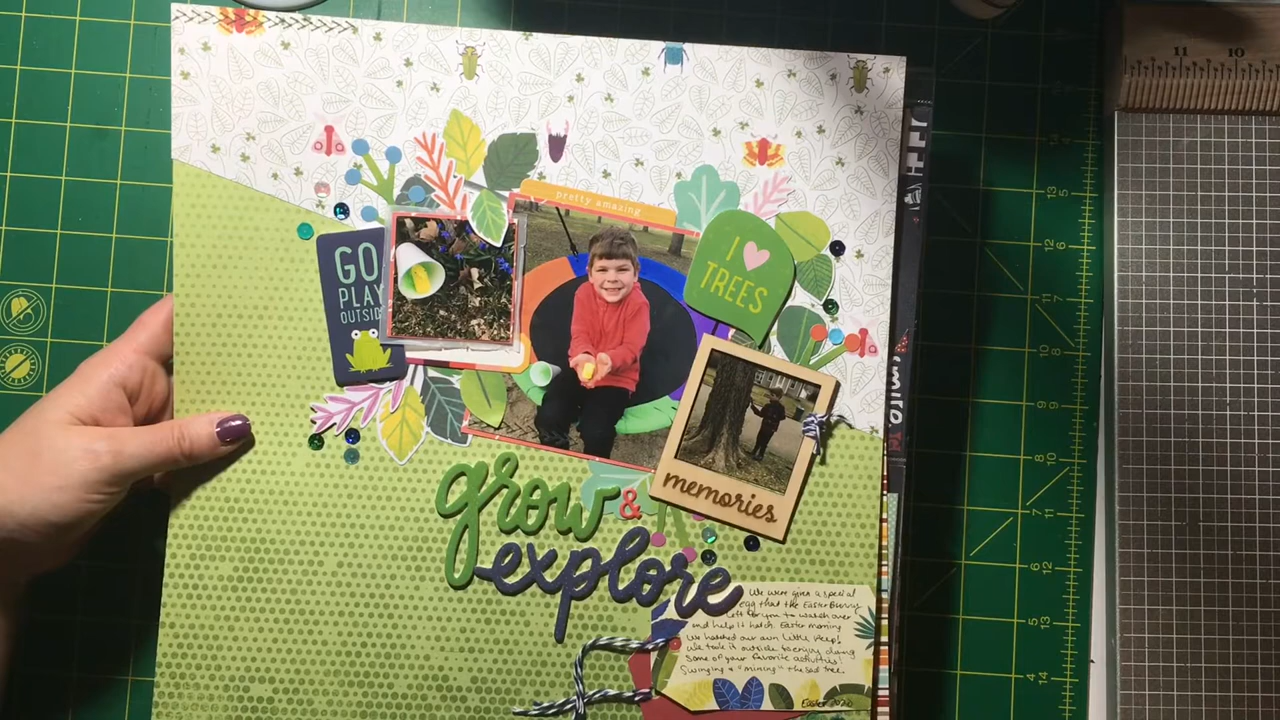 11 10
pretty amazing
GO
PLAY
OUTSID
I
TREES
memories
grow &
explore
We were given a special
egg that the Easter Bunny
left for you to watch over
and help it hatch. Easter morning
We hatched our own little Peep!
We took it outside to enjoy doing
some of your favorite activities!
Swinging & "mining" the
tree.
Easter 2020